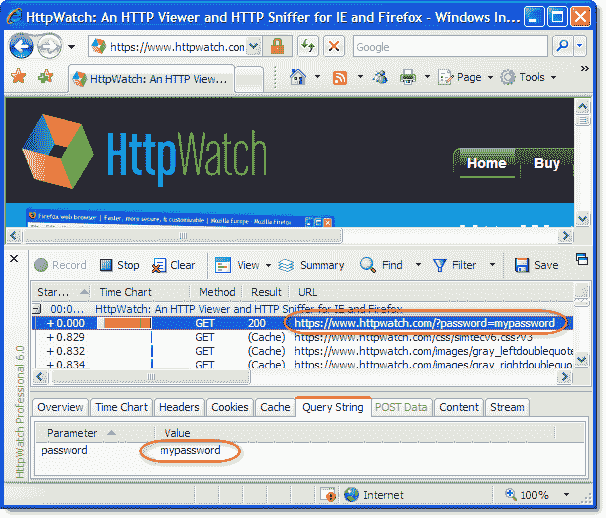 HttpWatch: An HTTP Viewer and HTTP Sniffer for IE and Firefox - Windows In...
https://www.httpwatch.con Google
HttpWatch: An HTTP View... Page Tools »
HttpWatch Home Buy
Firefox web browser | Faster, more secure, & customizable | Mozilla Europe - Mozilla Firefox
Record Stop Clear View Summary Find Filter Save
Star... Time Chart Method Result URL
00:0... HttpWatch: An HTTP Viewer and HTTP Sniffer for IE and Firefox
+ 0.000 GET 200 https://www.httpwatch.com/?password=mypassword
+ 0.829 GET (Cache) https://www.httpwatch.com/css/simtecv6.css?v3
+ 0.832 GET (Cache) https://www.httpwatch.com/images/gray_leftdoublequote
+ 0.834 GET (Cache) https://www.httpwatch.com/images/gray_rightdoublequo
Overview Time Chart Headers Cookies Cache Query String POST Data Content Stream
Parameter Value
password mypassword
HttpWatch Professional 6.0
Internet 100%